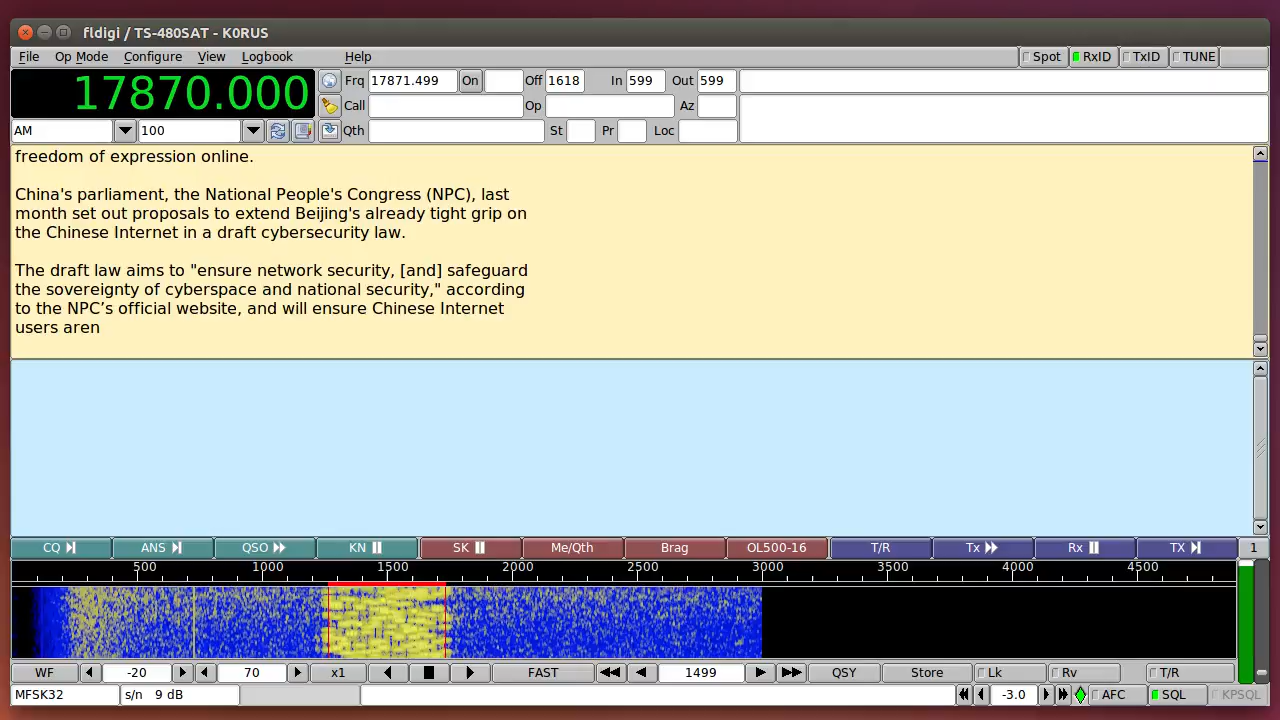 fldigi / TS-480SAT - K0RUS
File Op Mode Configure View Logbook Help Spot RxID TxID TUNE
17870.000
Frq 17871.499 On Off 1618 In 599 Out 599
Call Op Az
AM 100 Qth St Pr Loc
freedom of expression online.
China's parliament, the National People's Congress (NPC), last
month set out proposals to extend Beijing's already tight grip on
the Chinese Internet in a draft cybersecurity law.
The draft law aims to "ensure network security, [and] safeguard
the sovereignty of cyberspace and national security," according
to the NPC’s official website, and will ensure Chinese Internet
users aren
CQ ANS QSO KN SK Me/Qth Brag OL500-16 T/R Tx Rx TX 1
500 1000 1500 2000 2500 3000 3500 4000 4500
WF -20 70 x1 FAST 1499 QSY Store Lk Rv T/R
MFSK32 s/n 9 dB -3.0 AFC SQL KPSQL